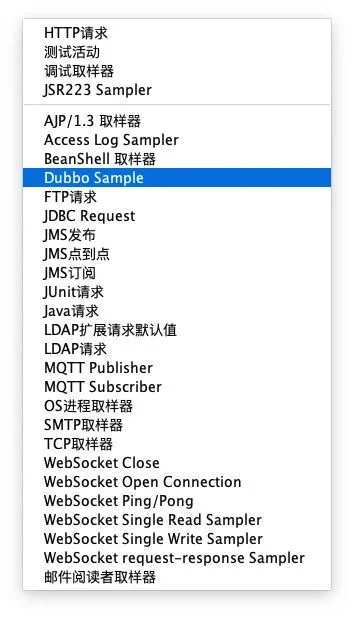 HTTP请求
测试活动
调试取样器
JSR223 Sampler
AJP/1.3 取样器
Access Log Sampler
BeanShell 取样器
Dubbo Sample
FTP请求
JDBC Request
JMS发布
JMS点到点
JMS订阅
JUnit请求
Java请求
LDAP扩展请求默认值
LDAP请求
MQTT Publisher
MQTT Subscriber
OS进程取样器
SMTP取样器
TCP取样器
WebSocket Close
WebSocket Open Connection
WebSocket Ping/Pong
WebSocket Single Read Sampler
WebSocket Single Write Sampler
WebSocket request-response Sampler
邮件阅读者取样器